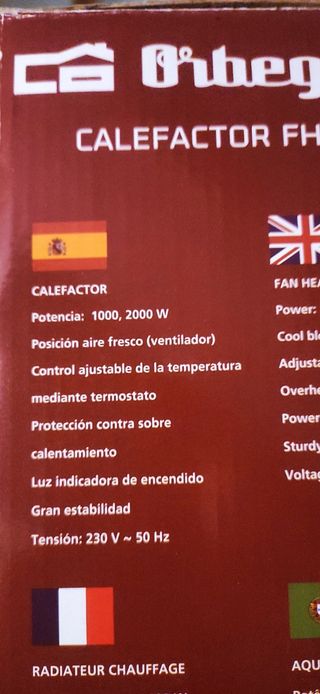 Orbeg
CALEFACTOR FH
CALEFACTOR
Potencia: 1000, 2000 W
Posición aire fresco (ventilador)
Control ajustable de la temperatura
mediante termostato
Protección contra sobre
calentamiento
Luz indicadora de encendido
Gran estabilidad
Tensión: 230 V ~ 50 Hz
FAN HEA
Power:
Cool bl
Adjusta
Overhe
Power
Sturdy
Voltag
RADIATEUR CHAUFFAGE
AQU